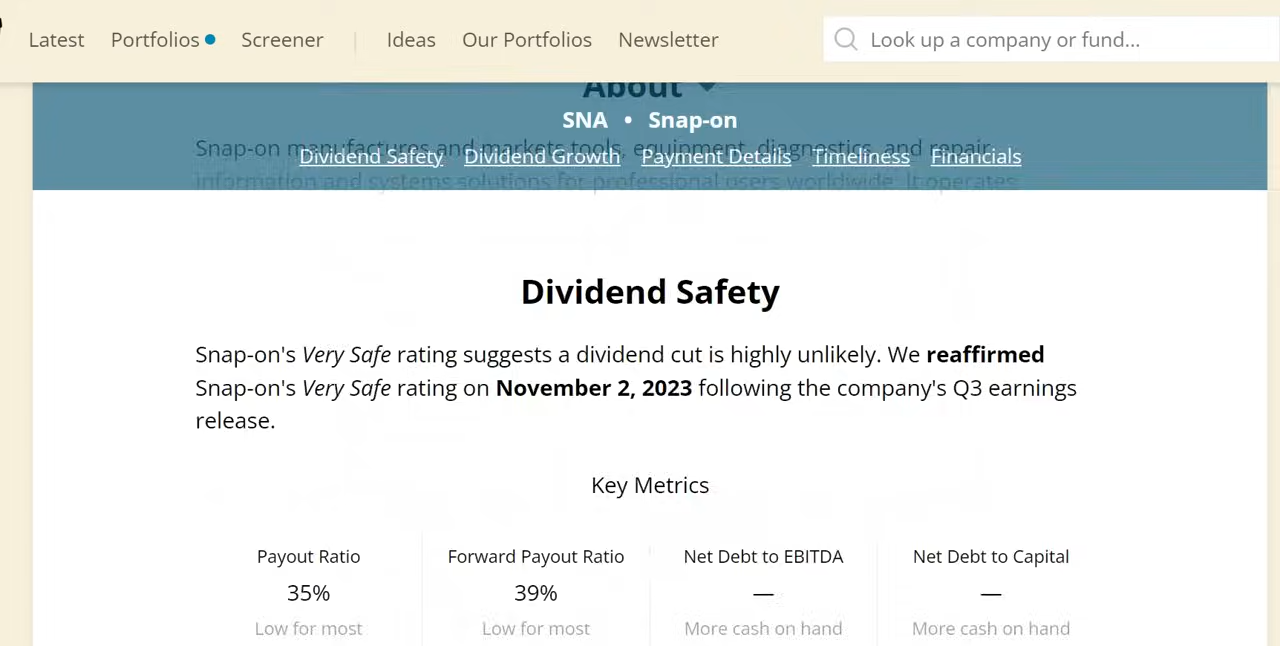 Latest Portfolios Screener Ideas Our Portfolios Newsletter Look up a company or fund...
About
SNA • Snap-on
Snap-on manufactures and markets tools, equipment, diagnostics, and repair
Dividend Safety Dividend Growth Payment Details Timeliness Financials
information and systems solutions for professional users worldwide. It operates
Dividend Safety
Snap-on's Very Safe rating suggests a dividend cut is highly unlikely. We reaffirmed
Snap-on's Very Safe rating on November 2, 2023 following the company's Q3 earnings
release.
Key Metrics
Payout Ratio Forward Payout Ratio Net Debt to EBITDA Net Debt to Capital
35% 39% — —
Low for most Low for most More cash on hand More cash on hand